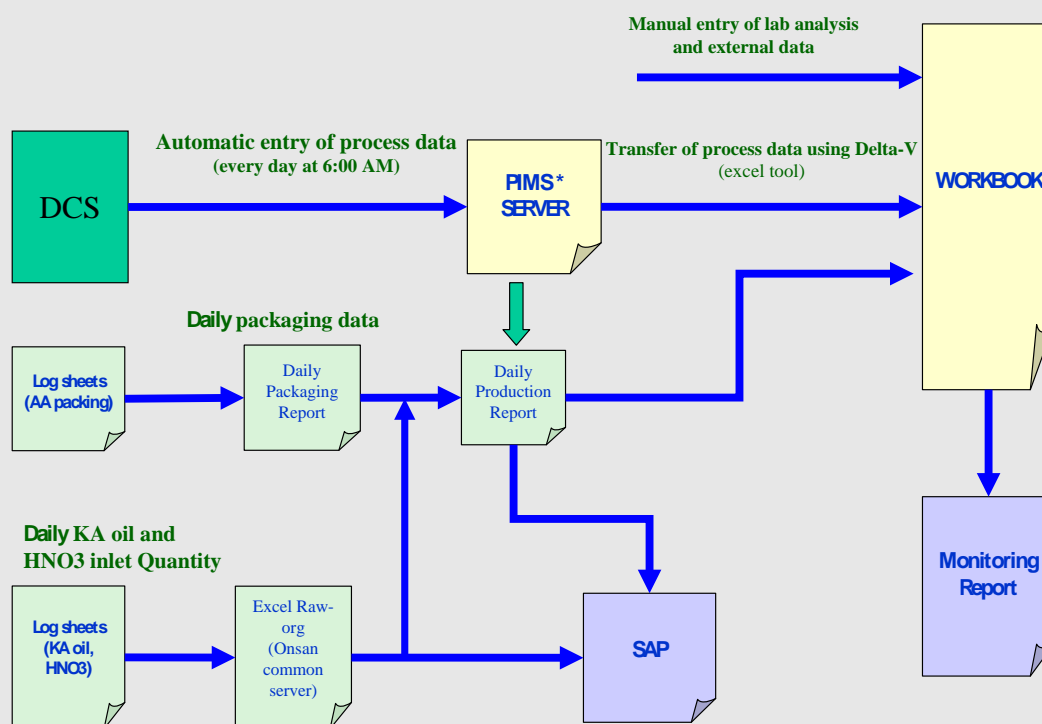 Manual entry of lab analysis
and external data
Automatic entry of process data
(every day at 6:00 AM)
Transfer of process data using Delta-V
(excel tool)
DCS
PIMS *
SERVER
WORKBOOK
Daily packaging data
Log sheets
(AA packing)
Daily
Packaging
Report
Daily
Production
Report
Daily KA oil and
HNO3 inlet Quantity
Log sheets
(KA oil,
HNO3)
Excel Raw-
org
(Onsan
common
server)
SAP
Monitoring
Report